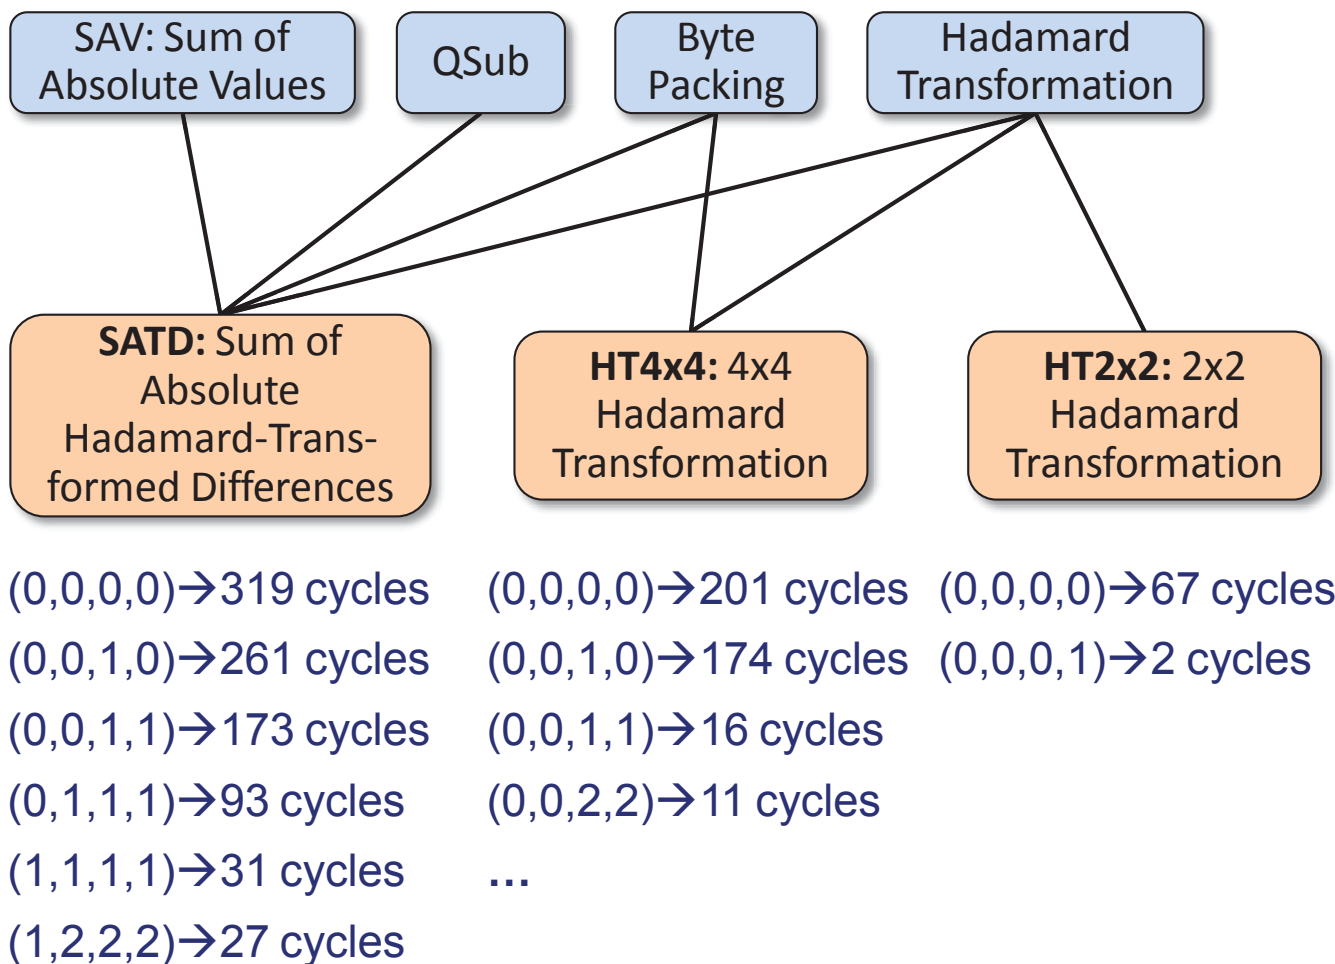 SAV: Sum of
Absolute Values
QSub
Byte
Packing
Hadamard
Transformation
SATD: Sum of
Absolute
Hadamard-Trans-
formed Differences
HT4x4: 4x4
Hadamard
Transformation
HT2x2: 2x2
Hadamard
Transformation
(0,0,0,0)→319 cycles
(0,0,1,0)→261 cycles
(0,0,1,1)→173 cycles
(0,1,1,1)→93 cycles
(1,1,1,1)→31 cycles
(1,2,2,2)→27 cycles
(0,0,0,0)→201 cycles
(0,0,1,0)→174 cycles
(0,0,1,1)→16 cycles
(0,0,2,2)→11 cycles
...
(0,0,0,0)→67 cycles
(0,0,0,1)→2 cycles